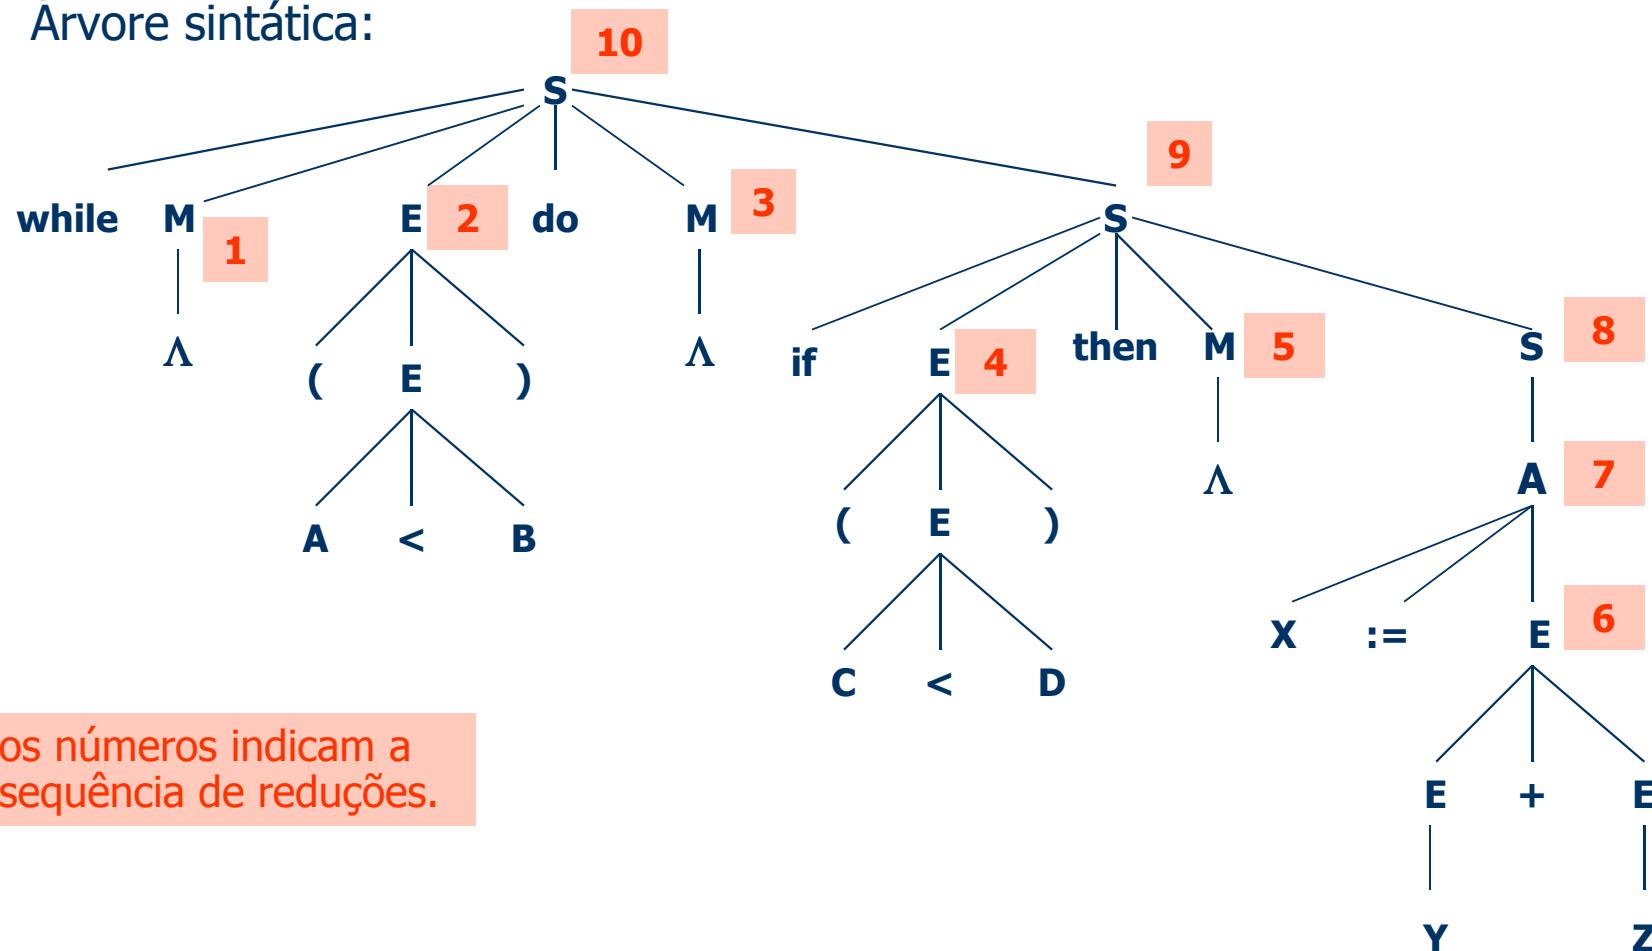 Árvore sintática:
10
S
9
while M 1 E 2 do M 3 S
Λ ( E ) Λ if E 4 then M 5 S 8
A < B ( E ) Λ A 7
C < D X := E 6
os números indicam a
sequência de reduções.
E + E
Y Z